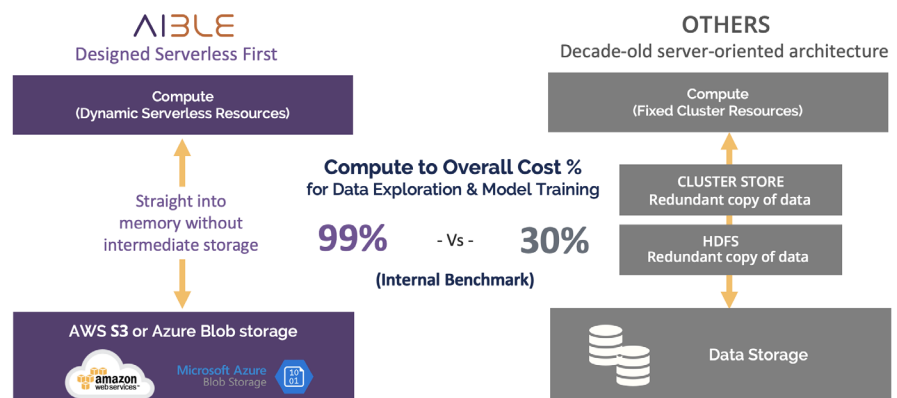 AIBLE
Designed Serverless First
Compute
(Dynamic Serverless Resources)
Straight into
memory without
intermediate storage
AWS S3 or Azure Blob storage
amazon
webservices™
Microsoft Azure
Blob Storage
10
01
Compute to Overall Cost %
for Data Exploration & Model Training
99%
- Vs -
30%
(Internal Benchmark)
OTHERS
Decade-old server-oriented architecture
Compute
(Fixed Cluster Resources)
CLUSTER STORE
Redundant copy of data
HDFS
Redundant copy of data
Data Storage